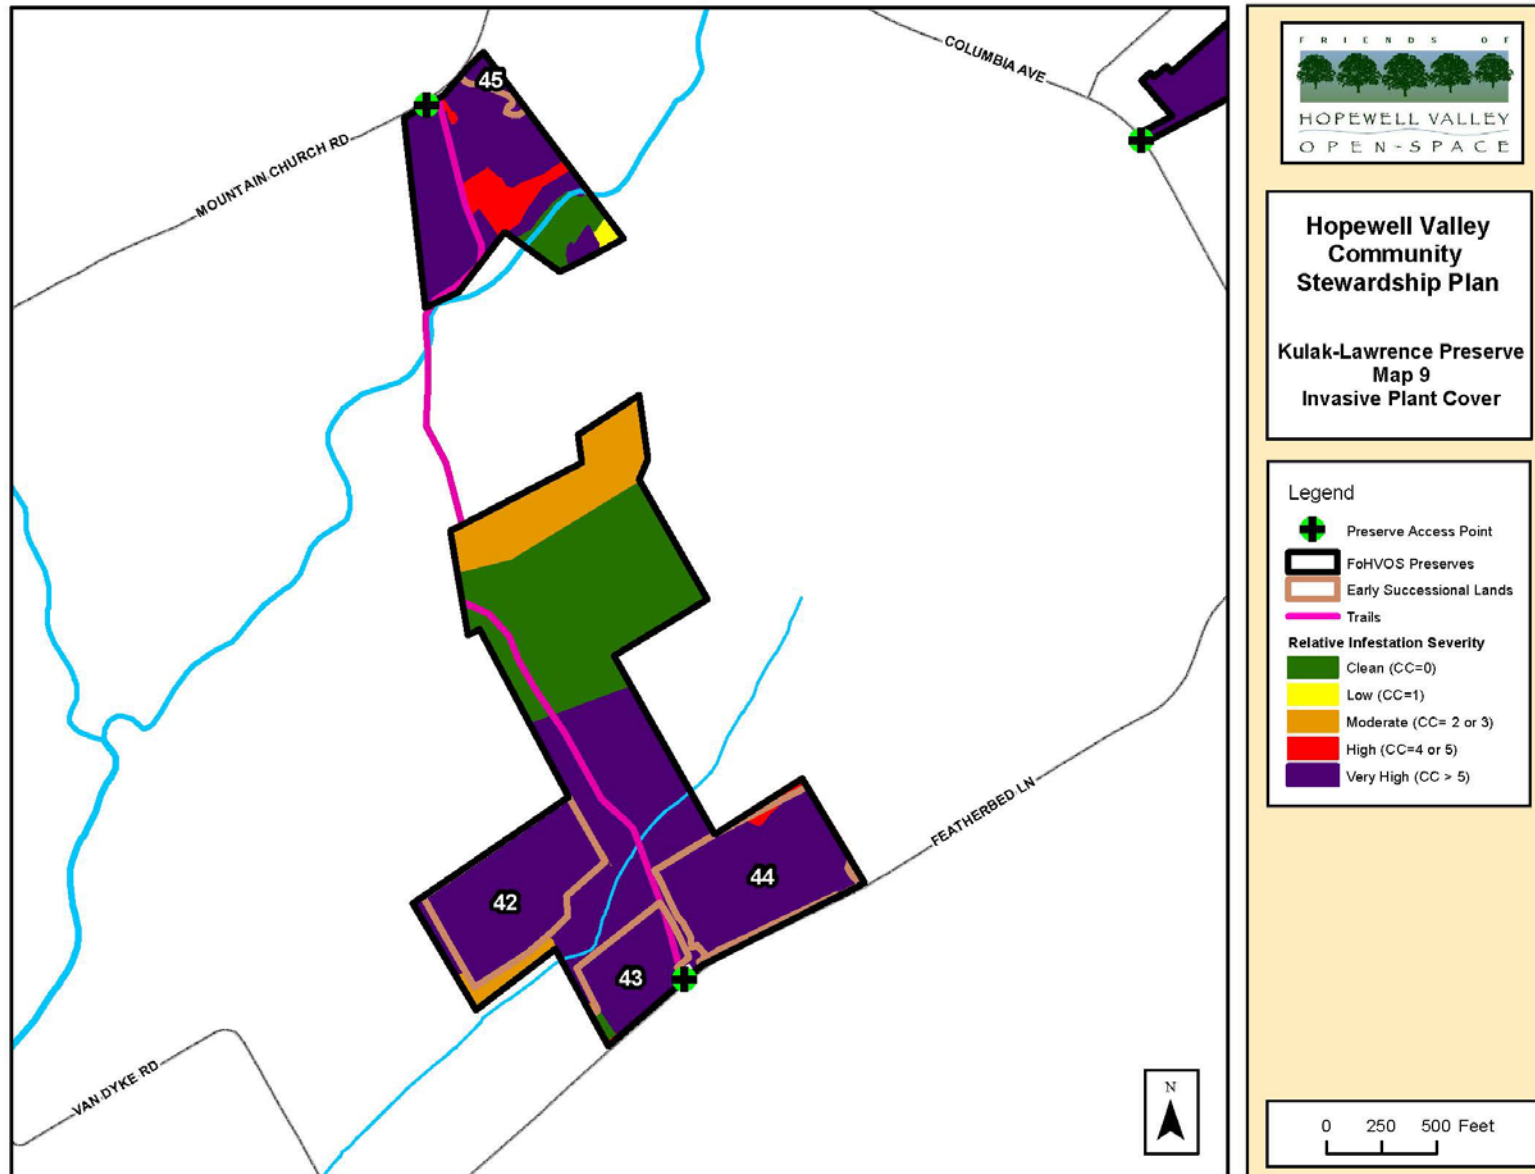 45
COLUMBIA AVE
MOUNTAIN CHURCH RD
42
44
43
FEATHERBED LN
VAN DYKE RD
N
FRIENDS OF
HOPEWELL VALLEY
OPEN-SPACE
Hopewell Valley
Community
Stewardship Plan
Kulak-Lawrence Preserve
Map 9
Invasive Plant Cover
Legend
Preserve Access Point
FoHVOS Preserves
Early Successional Lands
Trails
Relative Infestation Severity
Clean (CC=0)
Low (CC=1)
Moderate (CC= 2 or 3)
High (CC=4 or 5)
Very High (CC > 5)
0 250 500 Feet